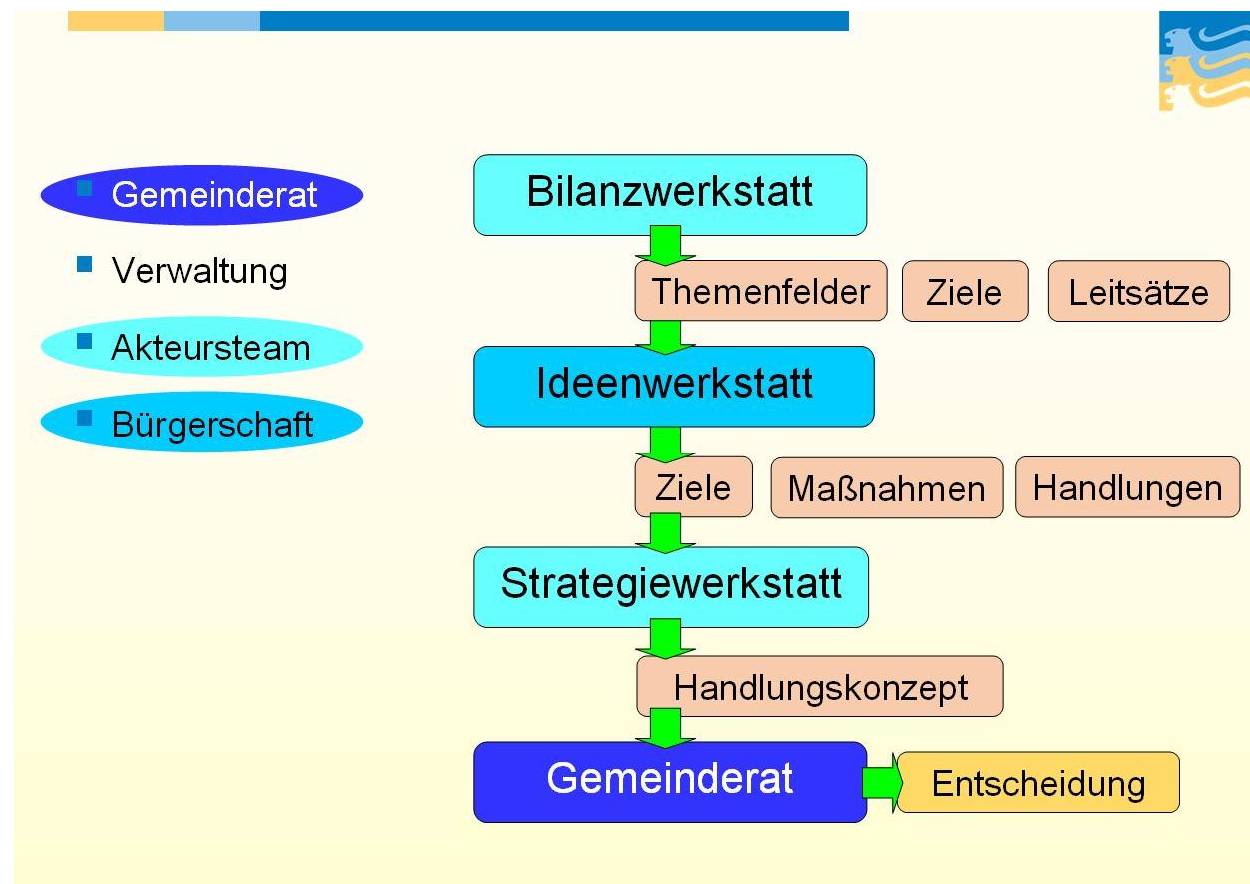 Gemeinderat
Verwaltung
Akteursteam
Bürgerschaft
Bilanzwerkstatt
Themenfelder Ziele Leitsätze
Ideenwerkstatt
Ziele Maßnahmen Handlungen
Strategiewerkstatt
Handlungskonzept
Gemeinderat Entscheidung